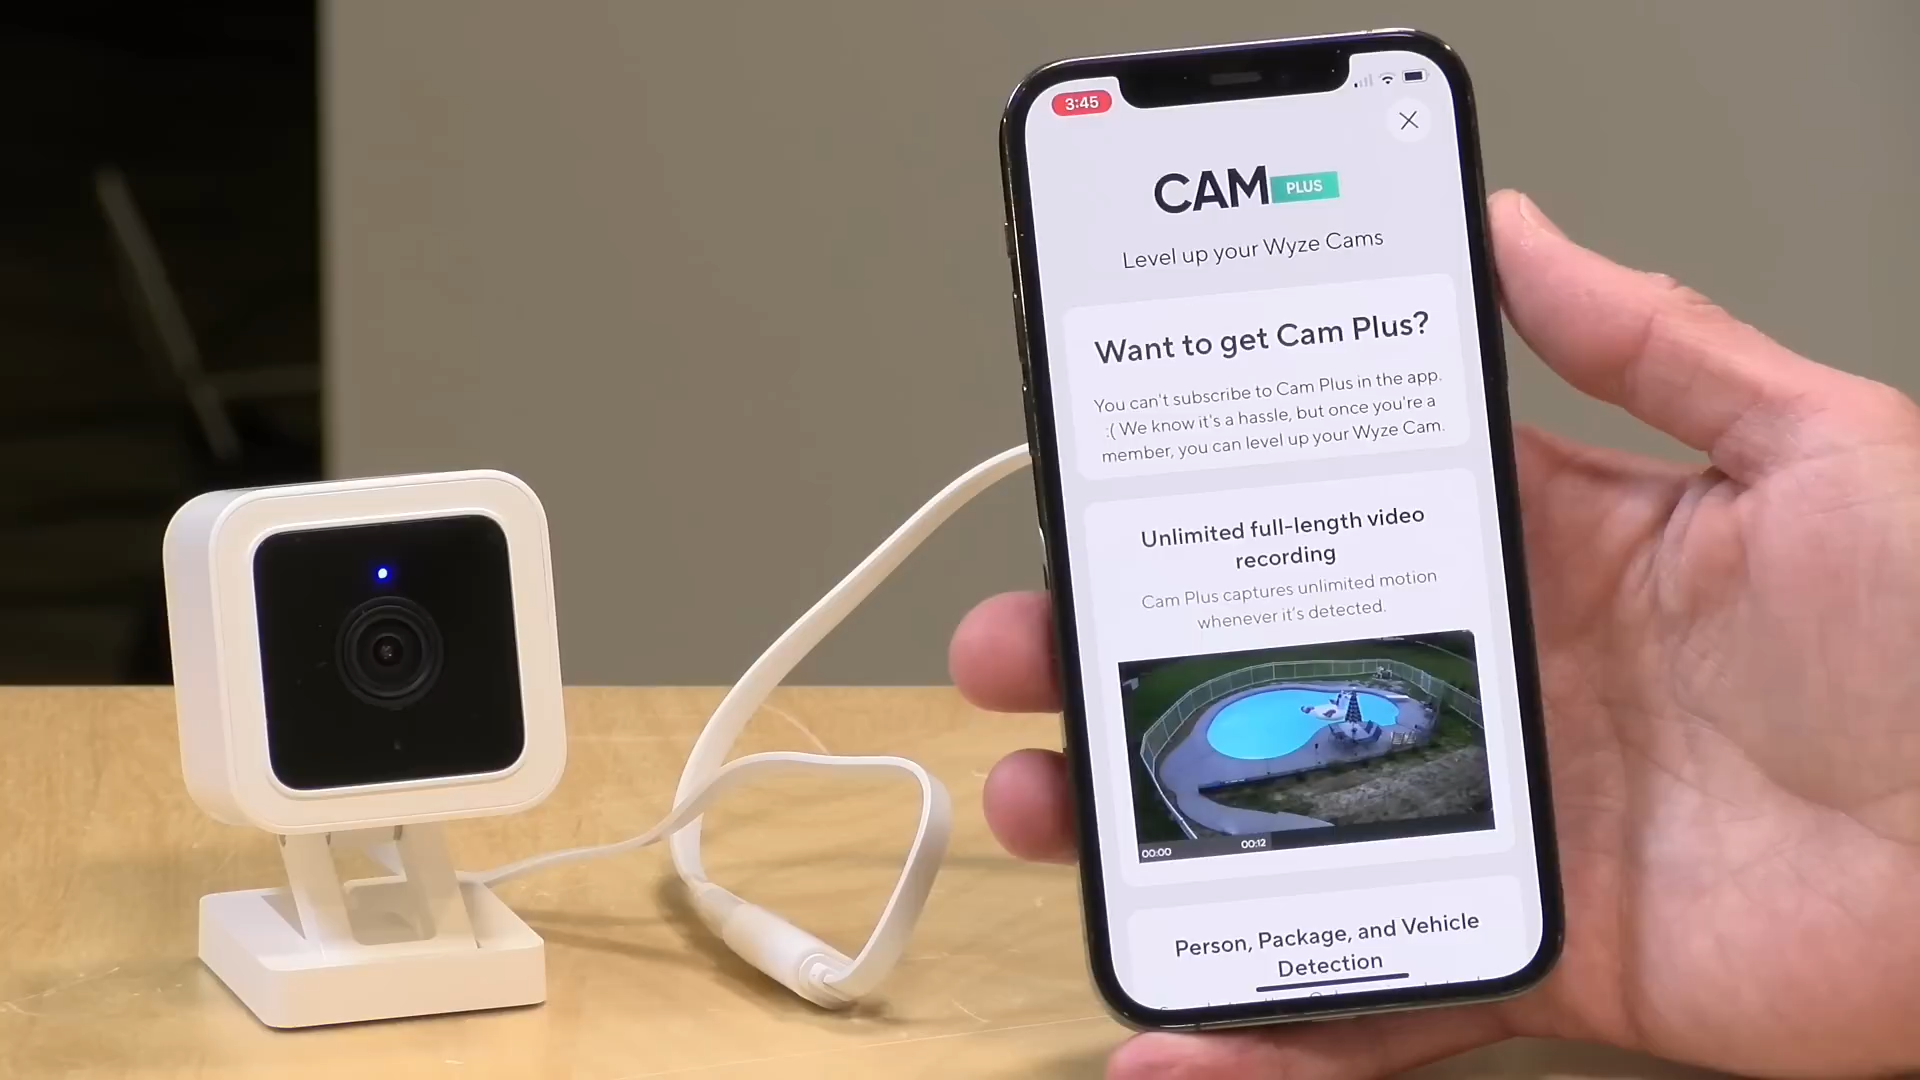 3:45
CAM PLUS
Level up your Wyze Cams
Want to get Cam Plus?
You can't subscribe to Cam Plus in the app.
:( We know it's a hassle, but once you're a
member, you can level up your Wyze Cam.
Unlimited full-length video
recording
Cam Plus captures unlimited motion
whenever it's detected.
00:00 00:12
Person, Package, and Vehicle
Detection